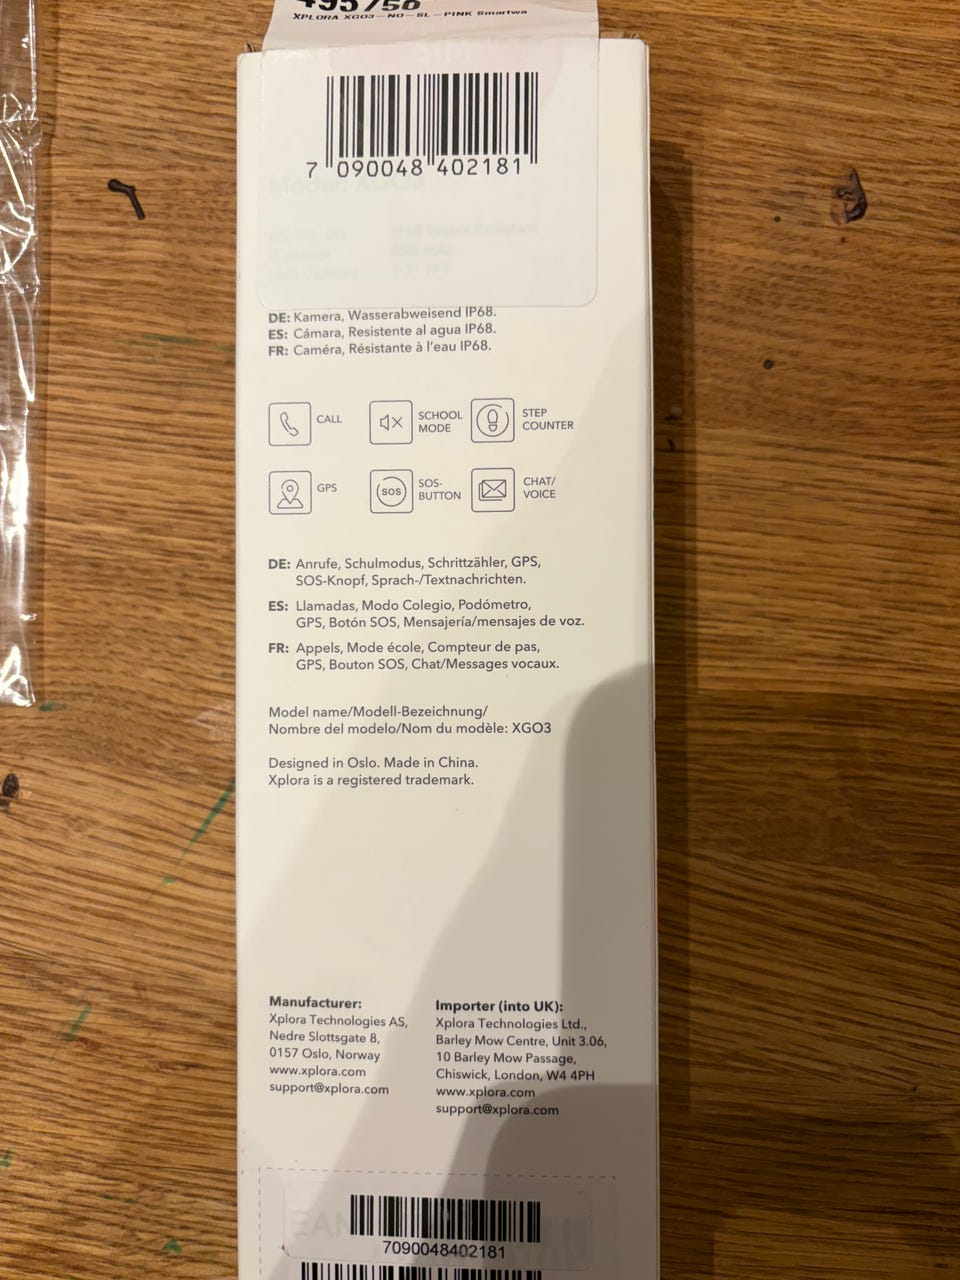 XPLORA XGO3-NO-SL-PINK Smartwa
7 090048 402181
DE: Kamera, Wasserabweisend IP68.
ES: Cámara, Resistente al agua IP68.
FR: Caméra, Résistante à l'eau IP68.
CALL
SCHOOL
MODE
STEP
COUNTER
GPS
SOS
SOS-
BUTTON
CHAT/
VOICE
DE: Anrufe, Schulmodus, Schrittzähler, GPS,
SOS-Knopf, Sprach-/Textnachrichten.
ES: Llamadas, Modo Colegio, Podómetro,
GPS, Botón SOS, Mensajería/mensajes de voz.
FR: Appels, Mode école, Compteur de pas,
GPS, Bouton SOS, Chat/Messages vocaux.
Model name/Modell-Bezeichnung/
Nombre del modelo/Nom du modèle: XGO3
Designed in Oslo. Made in China.
Xplora is a registered trademark.
Manufacturer:
Xplora Technologies AS,
Nedre Slottsgate 8,
0157 Oslo, Norway
www.xplora.com
support@xplora.com
Importer (into UK):
Xplora Technologies Ltd.,
Barley Mow Centre, Unit 3.06,
10 Barley Mow Passage,
Chiswick, London, W4 4PH
www.xplora.com
support@xplora.com
7090048402181